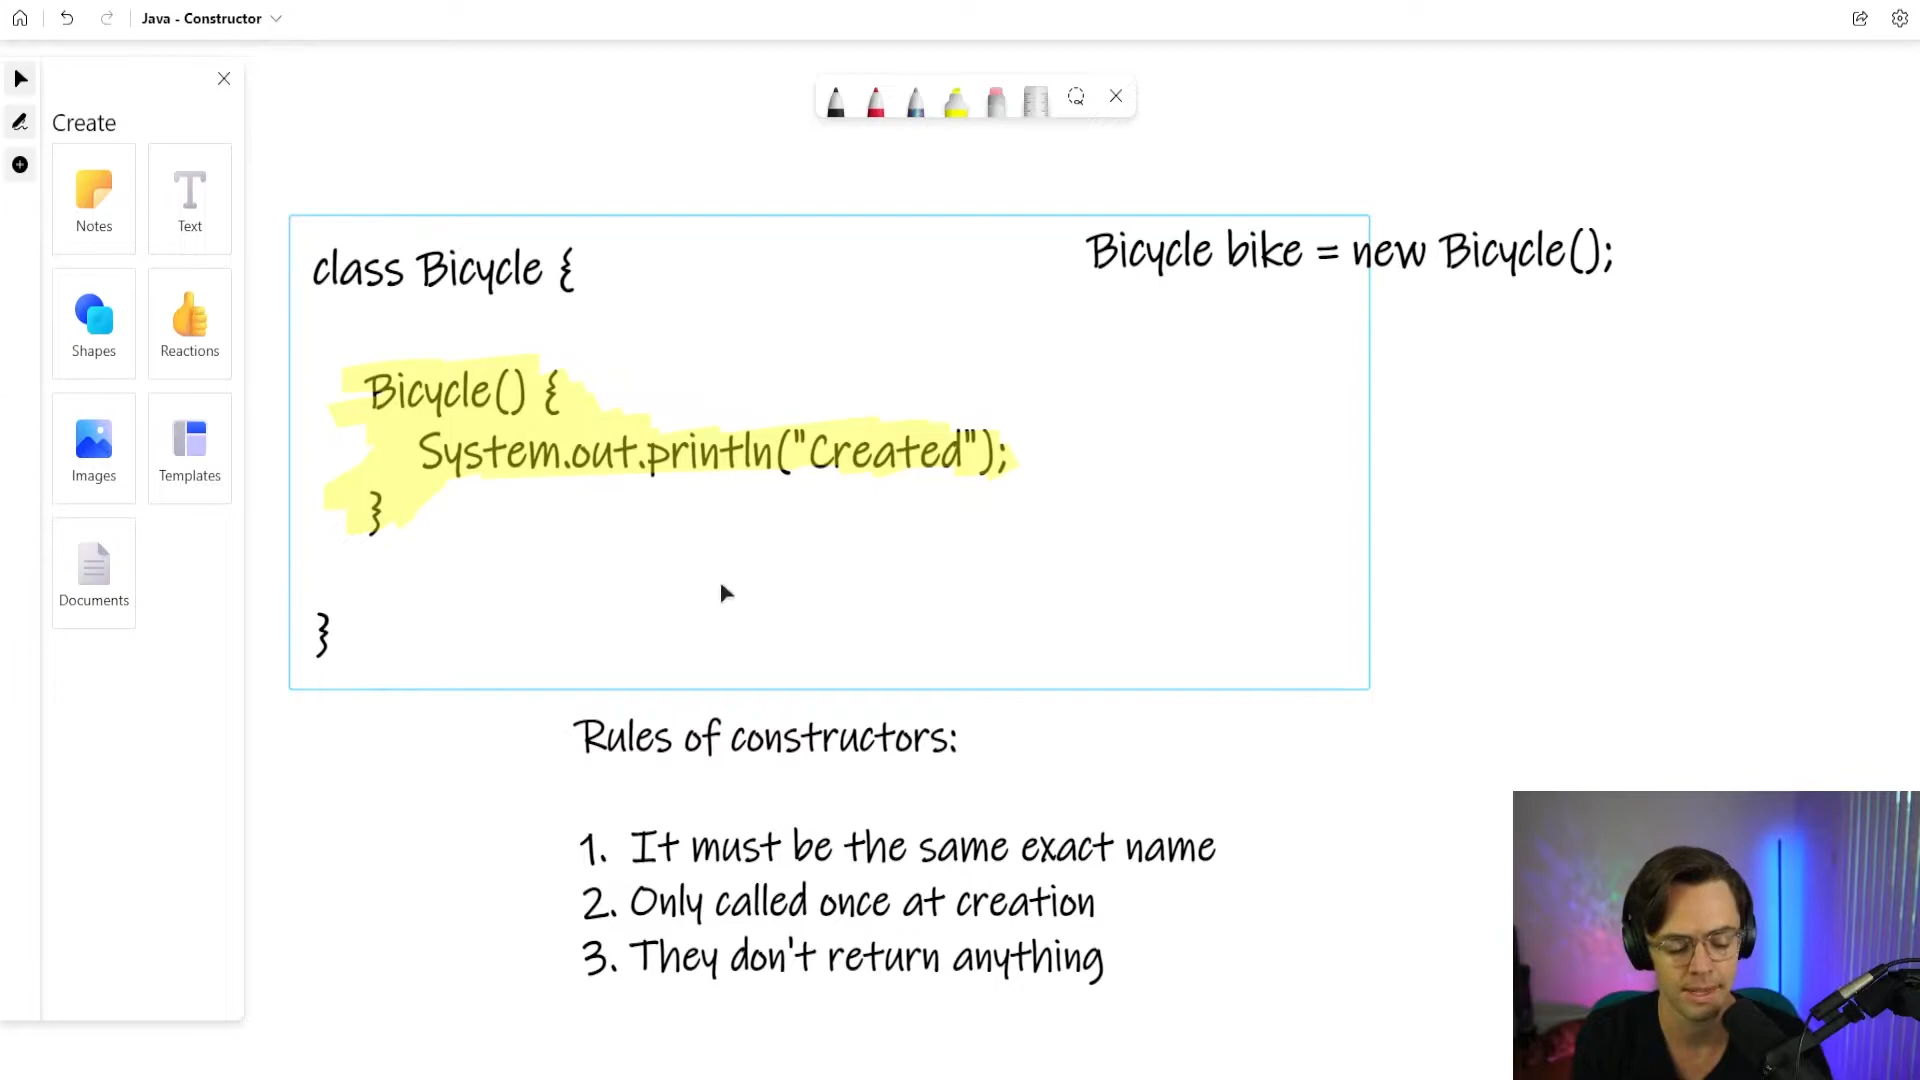 Java - Constructor
Create
Notes
Text
Shapes
Reactions
Images
Templates
Documents
class Bicycle {
Bicycle bike = new Bicycle();
Bicycle() {
System.out.println("Created");
}
}
Rules of constructors:
1. It must be the same exact name
2. Only called once at creation
3. They don't return anything